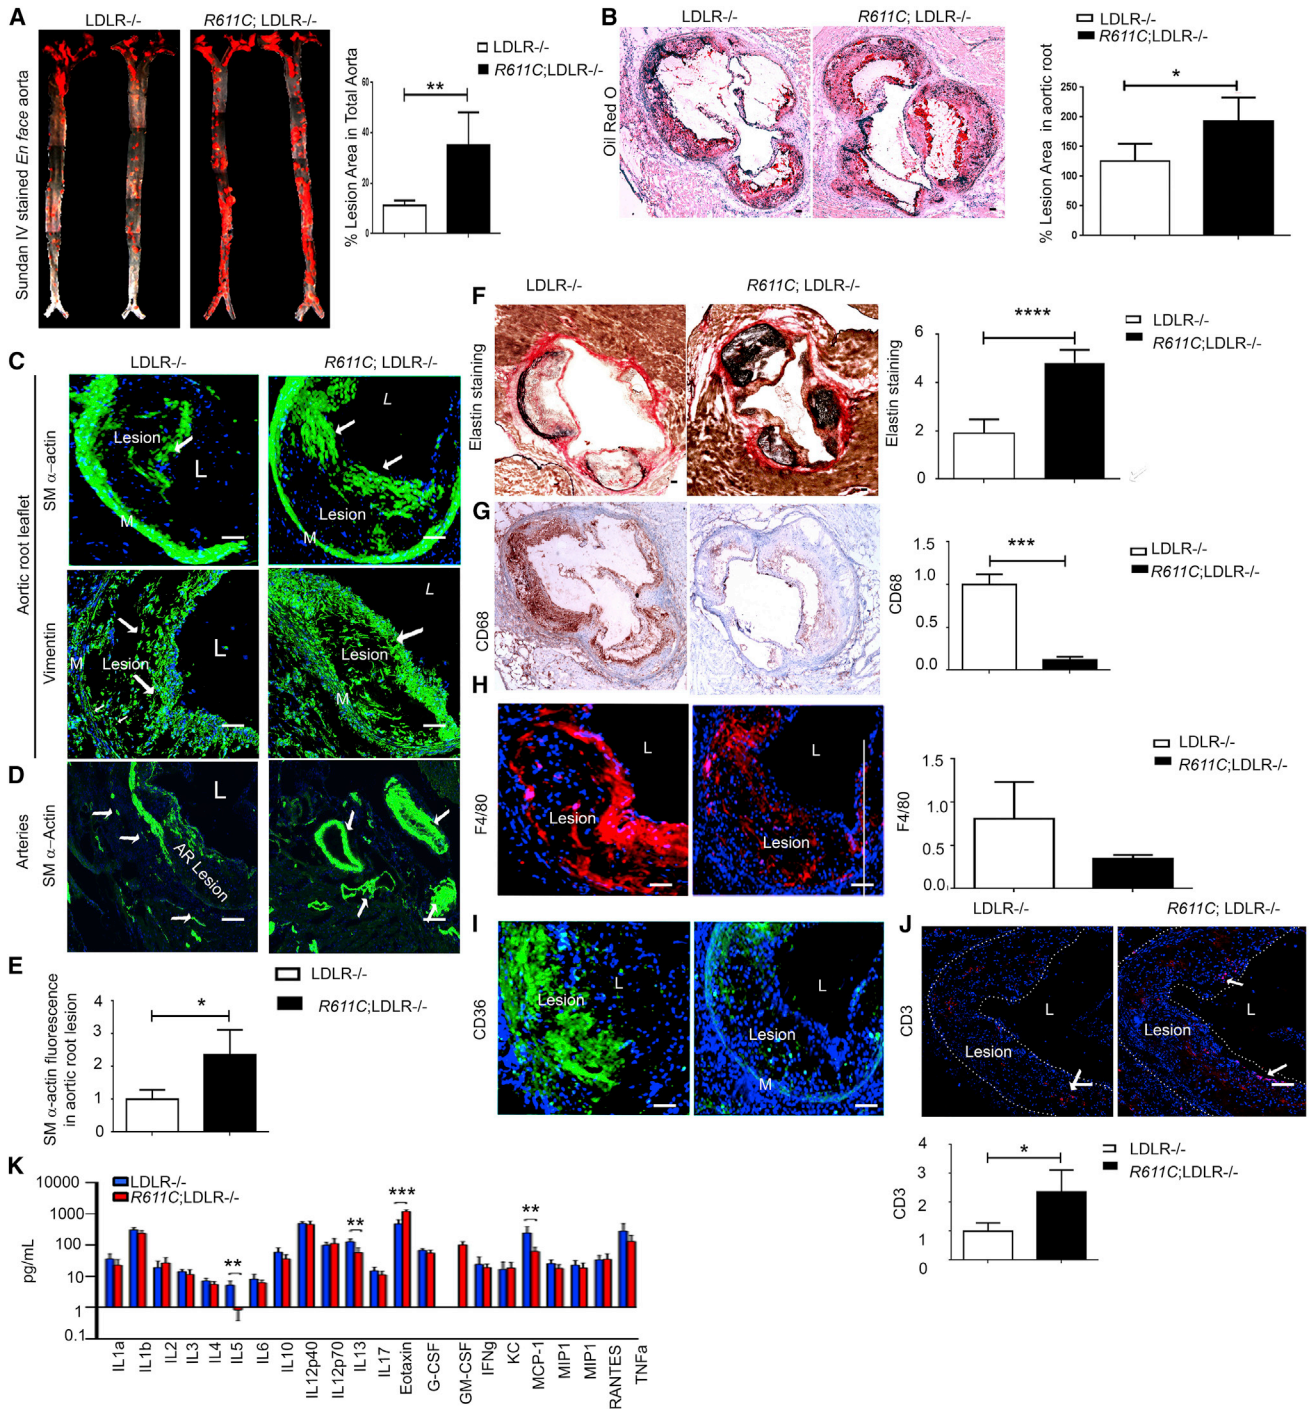 A
LDLR-/-
R611C; LDLR-/-
Sundan IV stained En face aorta
LDLR-/-
R611C;LDLR-/-
% Lesion Area in Total Aorta
60
40
20
0
**
B
LDLR-/-
R611C; LDLR-/-
Oil Red O
LDLR-/-
R611C;LDLR-/-
% Lesion Area in aortic root
250
200
150
100
50
0
*
C
LDLR-/-
R611C; LDLR-/-
Aortic root leaflet
SM α-actin
Lesion
L
M
L
Lesion
M
Vimentin
M
Lesion
L
L
Lesion
M
D
Arteries
SM α-Actin
L
AR Lesion
E
LDLR-/-
R611C;LDLR-/-
SM α-actin fluorescence
in aortic root lesion
4
3
2
1
0
*
F
LDLR-/-
R611C; LDLR-/-
Elastin staining
LDLR-/-
R611C;LDLR-/-
Elastin staining
6
4
2
0
****
G
CD68
LDLR-/-
R611C;LDLR-/-
CD68
1.5
1.0
0.5
0.0
***
H
F4/80
L
Lesion
L
Lesion
LDLR-/-
R611C;LDLR-/-
F4/80
1.5
1.0
0.5
0.0
I
CD36
Lesion
L
L
Lesion
M
J
LDLR-/-
R611C; LDLR-/-
CD3
L
Lesion
L
Lesion
LDLR-/-
R611C;LDLR-/-
CD3
4
3
2
1
0
*
K
LDLR-/-
R611C;LDLR-/-
pg/mL
10000
1000
100
10
1
0.1
**
**
***
**
IL1a
IL1b
IL2
IL3
IL4
IL5
IL6
IL10
IL12p40
IL12p70
IL13
IL17
Eotaxin
G-CSF
GM-CSF
IFNg
KC
MCP-1
MIP1
MIP1
RANTES
TNFa